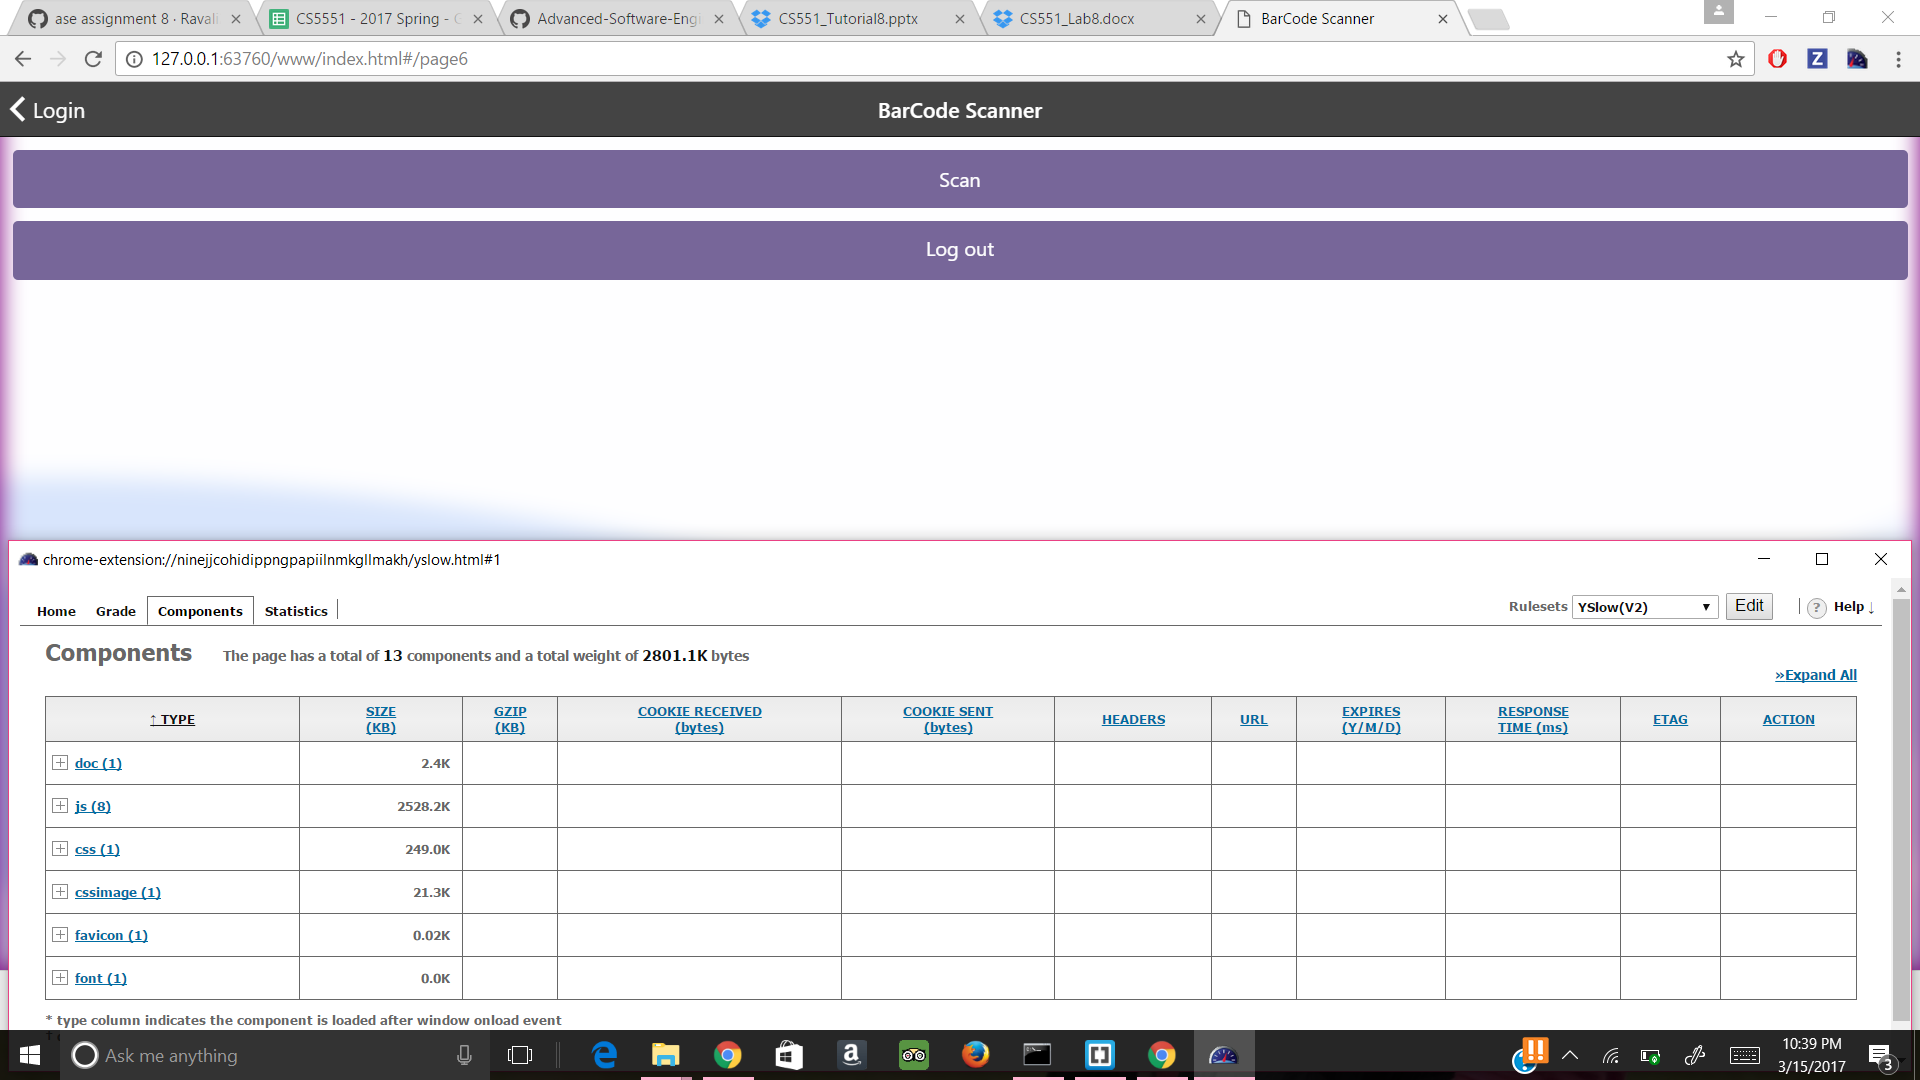 ase assignment 8 · Ravali
CS5551 - 2017 Spring -
Advanced-Software-Engi
CS551_Tutorial8.pptx
CS551_Lab8.docx
BarCode Scanner
127.0.0.1:63760/www/index.html#/page6
Z
Login
BarCode Scanner
Scan
Log out
chrome-extension://ninejjcohidippngpapiilnmkgllmakh/yslow.html#1
Home Grade Components Statistics
Rulesets YSlow(V2) Edit ? Help ↓
Components The page has a total of 13 components and a total weight of 2801.1K bytes
»Expand All
↑ TYPE SIZE (KB) GZIP (KB) COOKIE RECEIVED (bytes) COOKIE SENT (bytes) HEADERS URL EXPIRES (Y/M/D) RESPONSE TIME (ms) ETAG ACTION
doc (1) 2.4K
js (8) 2528.2K
css (1) 249.0K
cssimage (1) 21.3K
favicon (1) 0.02K
font (1) 0.0K
* type column indicates the component is loaded after window onload event
Ask me anything
10:39 PM
3/15/2017
3